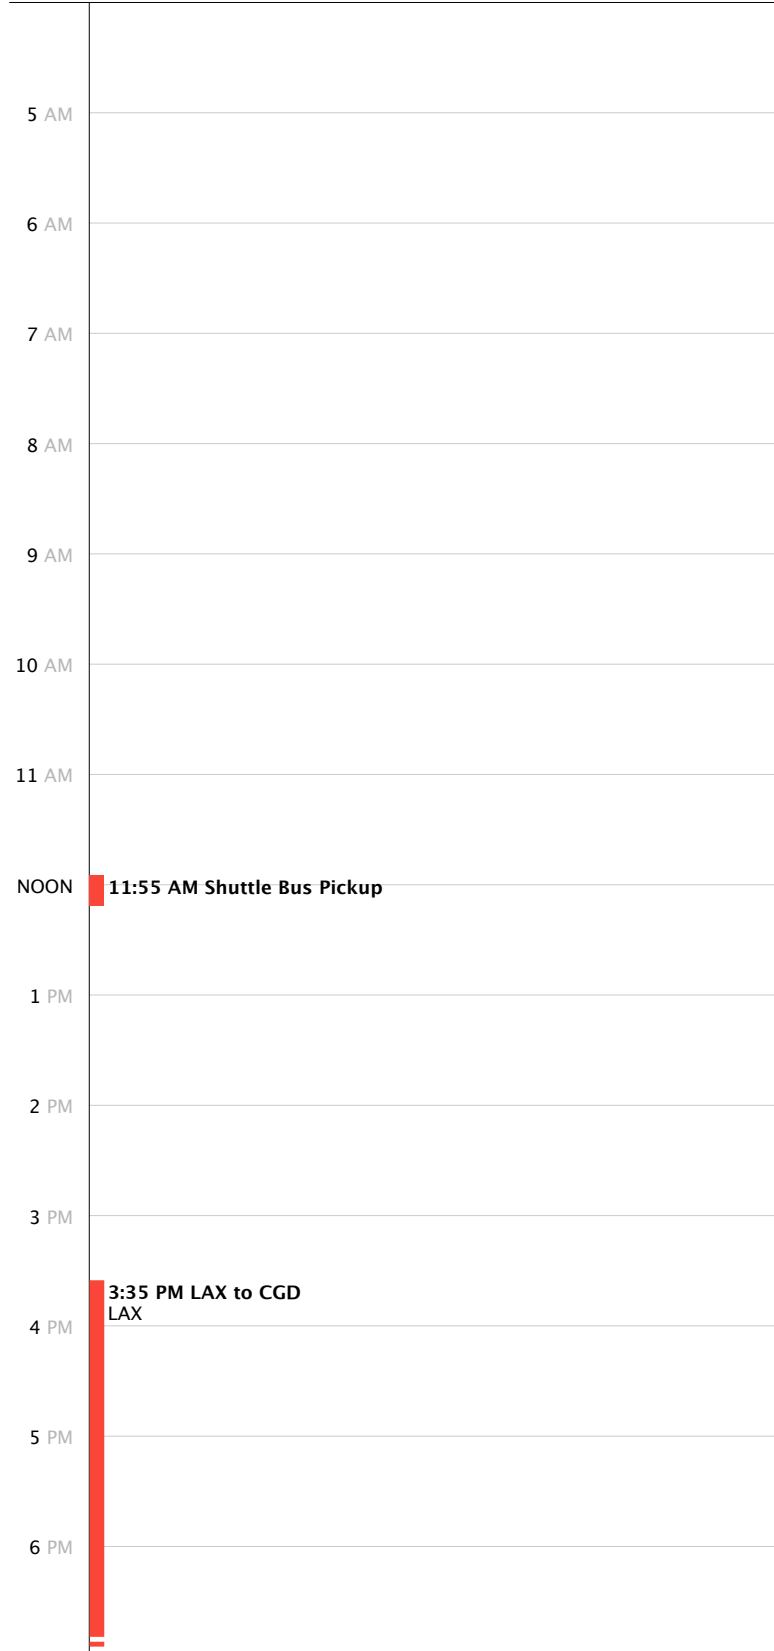 5 AM
6 AM
7 AM
8 AM
9 AM
10 AM
11 AM
NOON
11:55 AM Shuttle Bus Pickup
1 PM
2 PM
3 PM
3:35 PM LAX to CGD
LAX
4 PM
5 PM
6 PM